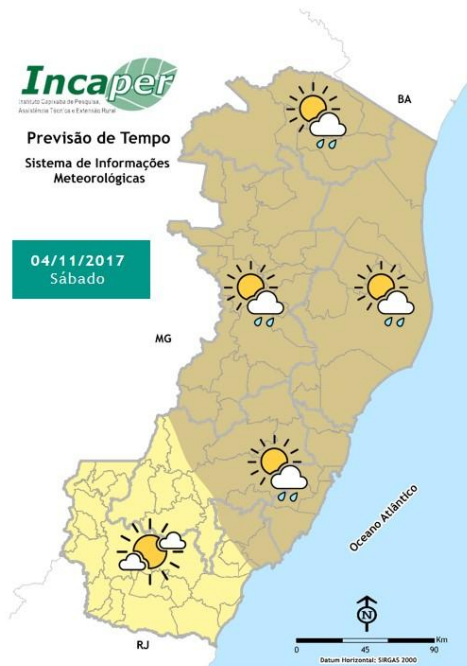 Incaper
Instituto Capixaba de Pesquisa,
Assistência Técnica e Extensão Rural
Previsão de Tempo
Sistema de Informações
Meteorológicas
04/11/2017
Sábado
BA
MG
Oceano Atlântico
RJ
N
Km
0 45 90
Datum Horizontal: SIRGAS 2000